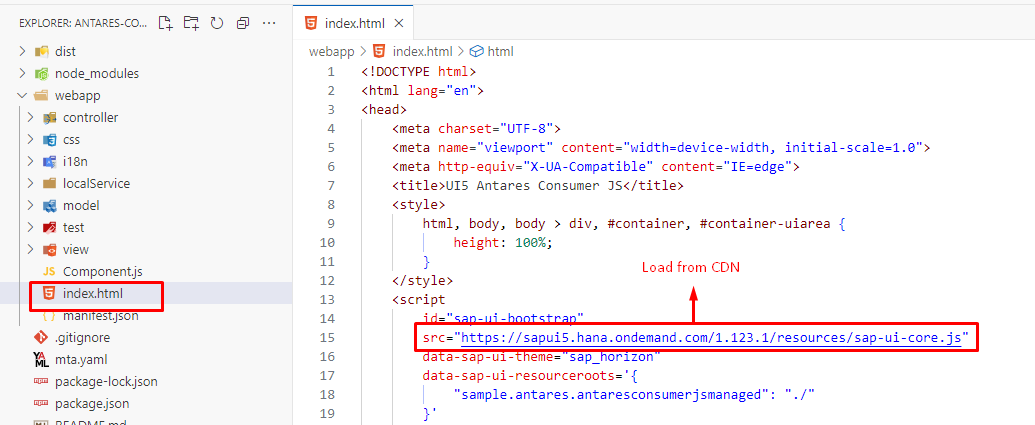 EXPLORER: ANTARES-CO...
dist
node_modules
webapp
controller
css
i18n
localService
model
test
view
JS Component.js
index.html
manifest.json
.gitignore
YAML mta.yaml
package-lock.json
package.json
README.md
index.html
webapp > index.html > html
1 <!DOCTYPE html>
2 <html lang="en">
3 <head>
4 <meta charset="UTF-8">
5 <meta name="viewport" content="width=device-width, initial-scale=1.0">
6 <meta http-equiv="X-UA-Compatible" content="IE=edge">
7 <title>UI5 Antares Consumer JS</title>
8 <style>
9 html, body, body > div, #container, #container-uiarea {
10 height: 100%;
11 }
12 </style>
Load from CDN
13 <script
14 id="sap-ui-bootstrap"
15 src="https://sapui5.hana.ondemand.com/1.123.1/resources/sap-ui-core.js"
16 data-sap-ui-theme="sap_horizon"
17 data-sap-ui-resourceroots='{
18 "sample.antares.antaresconsumerjsmanaged": "./"
19 }'